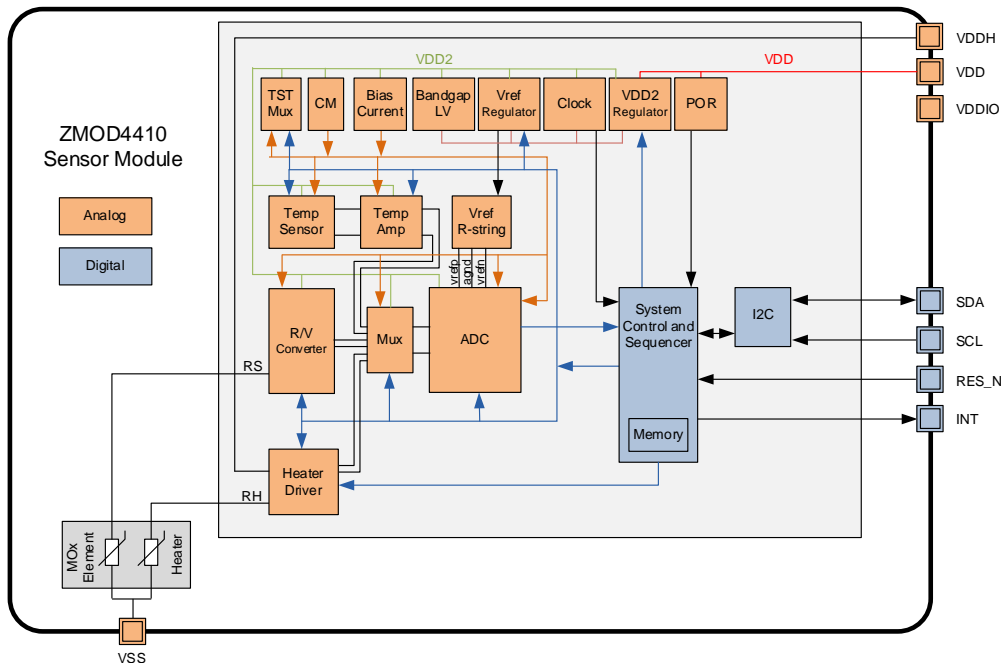 VDDH
VDD2
VDD
VDD
VDDIO
TST
Mux
CM
Bias
Current
Bandgap
LV
Vref
Regulator
Clock
VDD2
Regulator
POR
ZMOD4410
Sensor Module
Analog
Digital
Temp
Sensor
Temp
Amp
Vref
R-string
vrefp
agnd
vrefn
R/V
Converter
Mux
ADC
System
Control and
Sequencer
Memory
I2C
SDA
SCL
RES_N
INT
RS
Heater
Driver
RH
MOx
Element
Heater
VSS